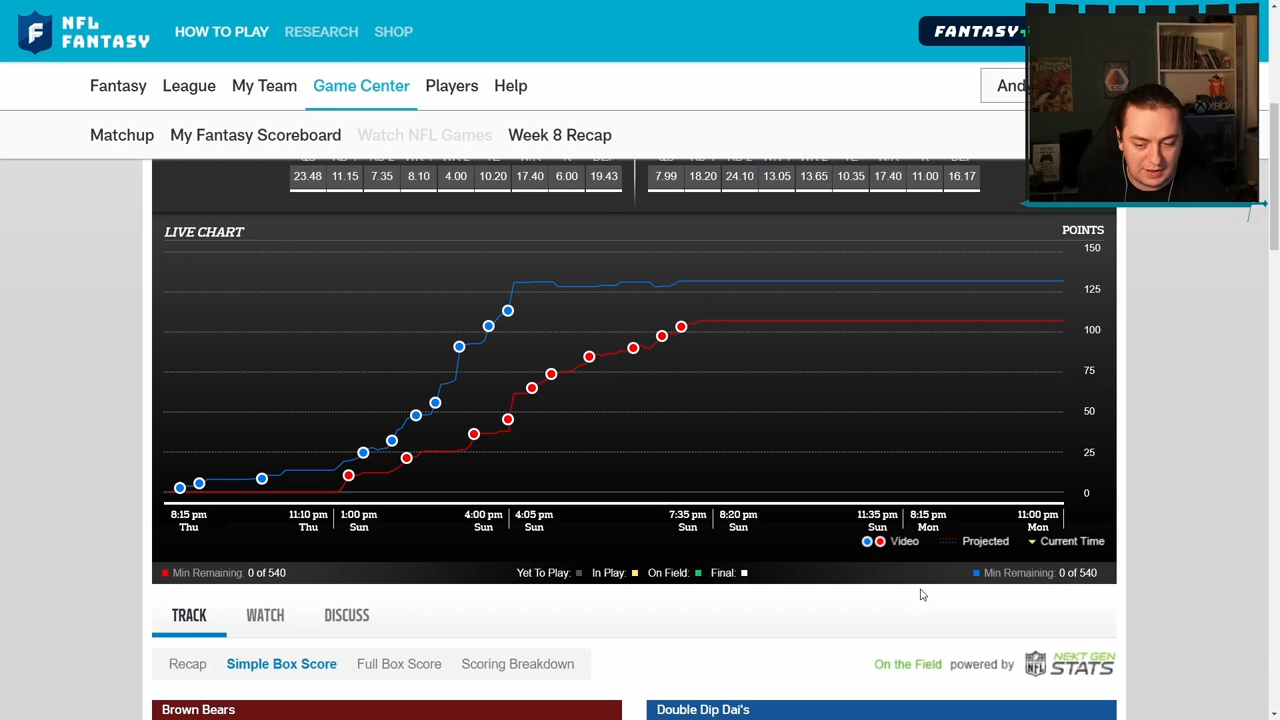 NFL
FANTASY
HOW TO PLAY RESEARCH SHOP
FANTASY+
Fantasy League My Team Game Center Players Help
Matchup My Fantasy Scoreboard Watch NFL Games Week 8 Recap
23.48 11.15 7.35 8.10 4.00 10.20 17.40 6.00 19.43
7.99 18.20 24.10 13.05 13.65 10.35 17.40 11.00 16.17
LIVE CHART POINTS
150
125
100
75
50
25
0
8:15 pm Thu
11:10 pm Thu
1:00 pm Sun
4:00 pm Sun
4:05 pm Sun
7:35 pm Sun
8:20 pm Sun
11:35 pm Sun
8:15 pm Mon
11:00 pm Mon
Video Projected Current Time
Min Remaining: 0 of 540 Yet To Play: In Play: On Field: Final: Min Remaining: 0 of 540
TRACK WATCH DISCUSS
Recap Simple Box Score Full Box Score Scoring Breakdown
On the Field powered by NFL NEXT GEN STATS
Brown Bears Double Dip Dai's